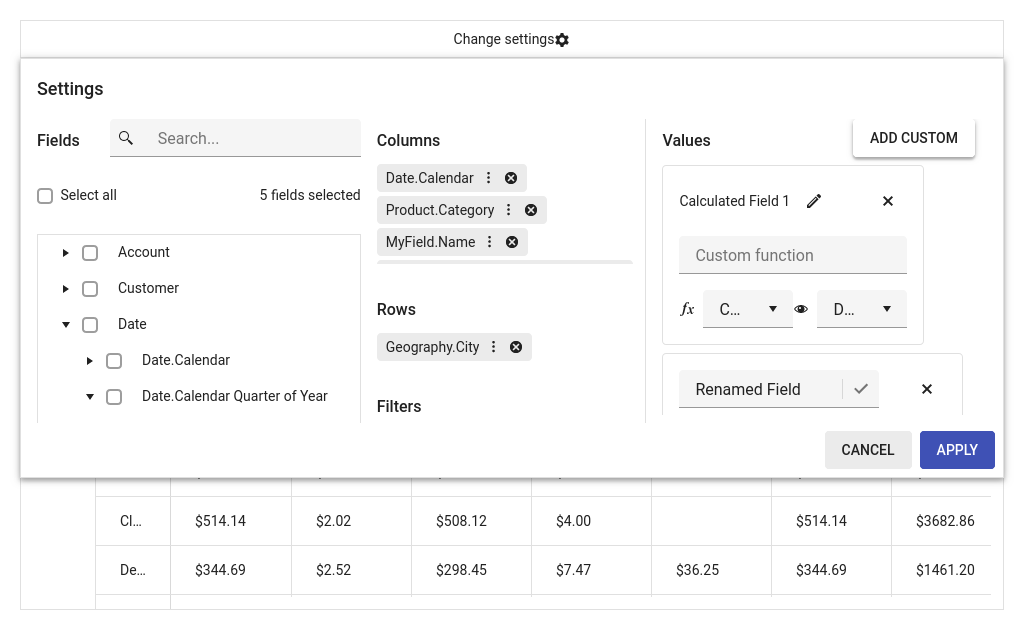 Change settings
Settings
Fields
Search...
Select all
5 fields selected
Account
Customer
Date
Date.Calendar
Date.Calendar Quarter of Year
Columns
Date.Calendar
Product.Category
MyField.Name
Rows
Geography.City
Filters
Values
ADD CUSTOM
Calculated Field 1
Custom function
fx C... D...
Renamed Field
CANCEL APPLY
Cl... $514.14 $2.02 $508.12 $4.00 $514.14 $3682.86
De... $344.69 $2.52 $298.45 $7.47 $36.25 $344.69 $1461.20